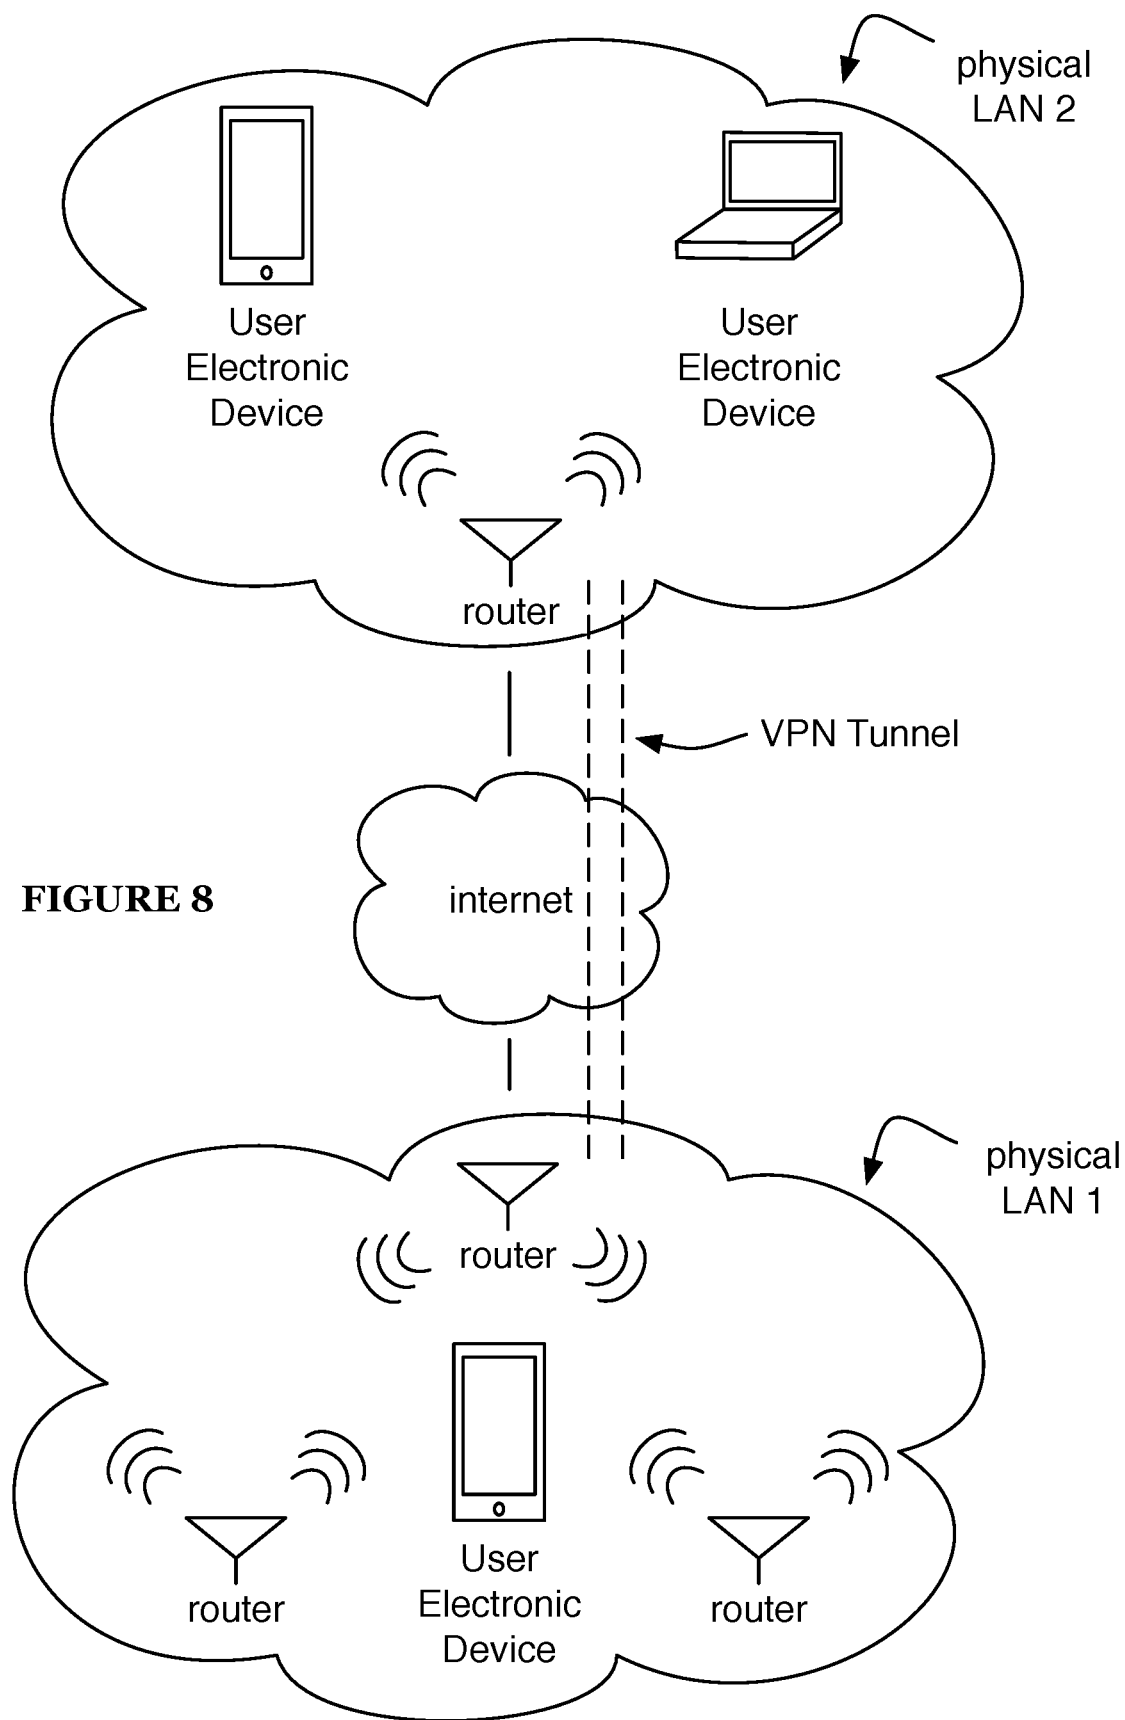 physical
LAN 2
User
Electronic
Device
User
Electronic
Device
router
VPN Tunnel
FIGURE 8
internet
physical
LAN 1
router
router
User
Electronic
Device
router